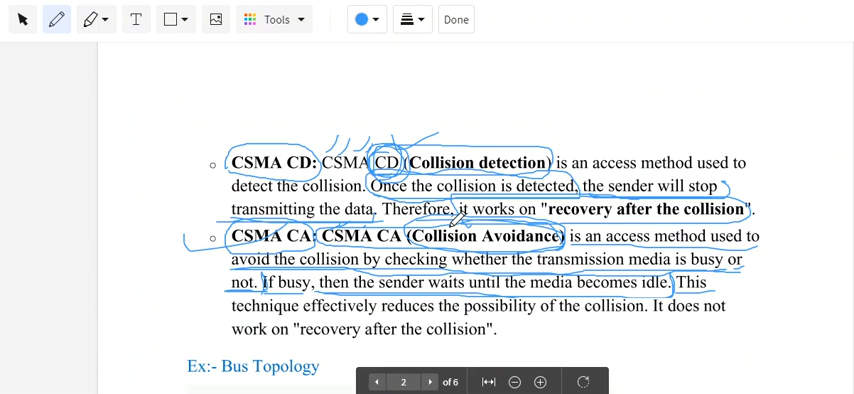 T
Tools
Done
CSMA CD: CSMA CD (Collision detection) is an access method used to
detect the collision. Once the collision is detected, the sender will stop
transmitting the data. Therefore, it works on "recovery after the collision".
CSMA CA: CSMA CA (Collision Avoidance) is an access method used to
avoid the collision by checking whether the transmission media is busy or
not. If busy, then the sender waits until the media becomes idle. This
technique effectively reduces the possibility of the collision. It does not
work on "recovery after the collision".
Ex:- Bus Topology
2 of 6